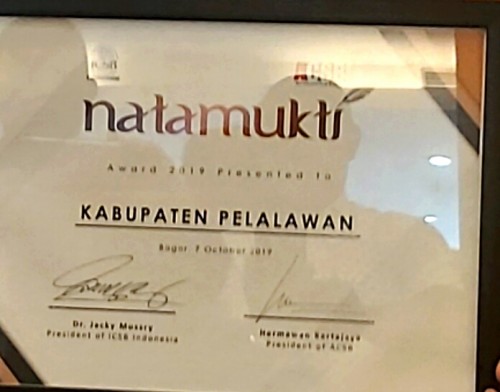 natamukti
Award 2019 Presented to
KABUPATEN PELALAWAN
Bogor, 7 October 2019
Dr. Jacky Mussry
President of ICSB Indonesia
Hermawan Kartajaya
President of ACSB